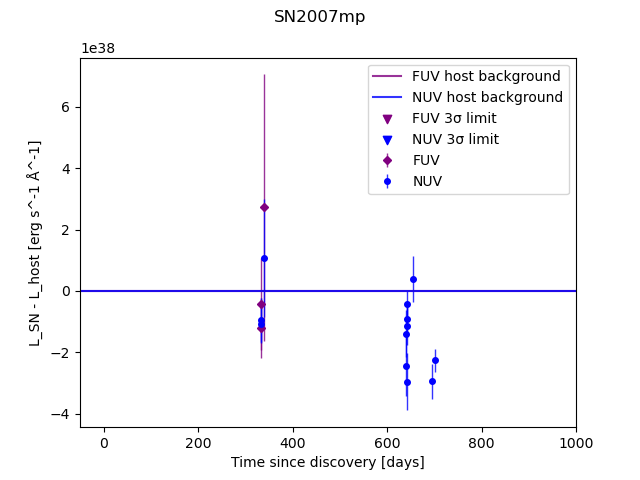 SN2007mp
1e38
FUV host background
NUV host background
FUV 3σ limit
NUV 3σ limit
FUV
NUV
6
4
2
0
−2
−4
L_SN - L_host [erg s^-1 Å^-1]
0 200 400 600 800 1000
Time since discovery [days]